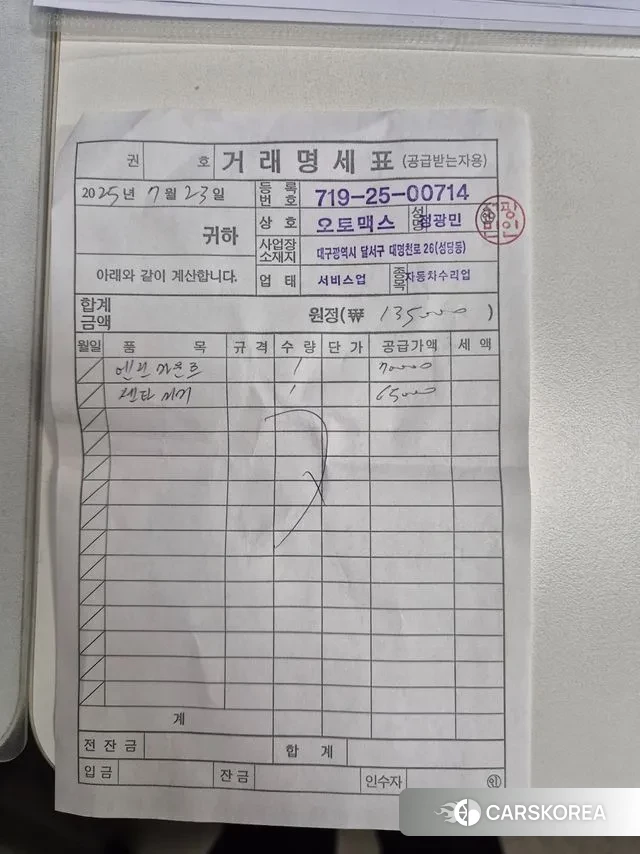 권 호 거래명세표 (공급받는자용)
2025년 7월 23일
등록번호 719-25-00714
귀하
상호 오토맥스 성명 정광민
사업장소재지 대구광역시 달서구 대명천로 26(성당동)
아래와 같이 계산합니다.
업태 서비스업 종목 자동차수리업
합계금액 원정(₩ 135000 )
월일 품목 규격 수량 단가 공급가액 세액
엔진 마운트 1 70000
1 65000
계
전잔금 합계
입금 잔금 인수자 인
CARSKOREA